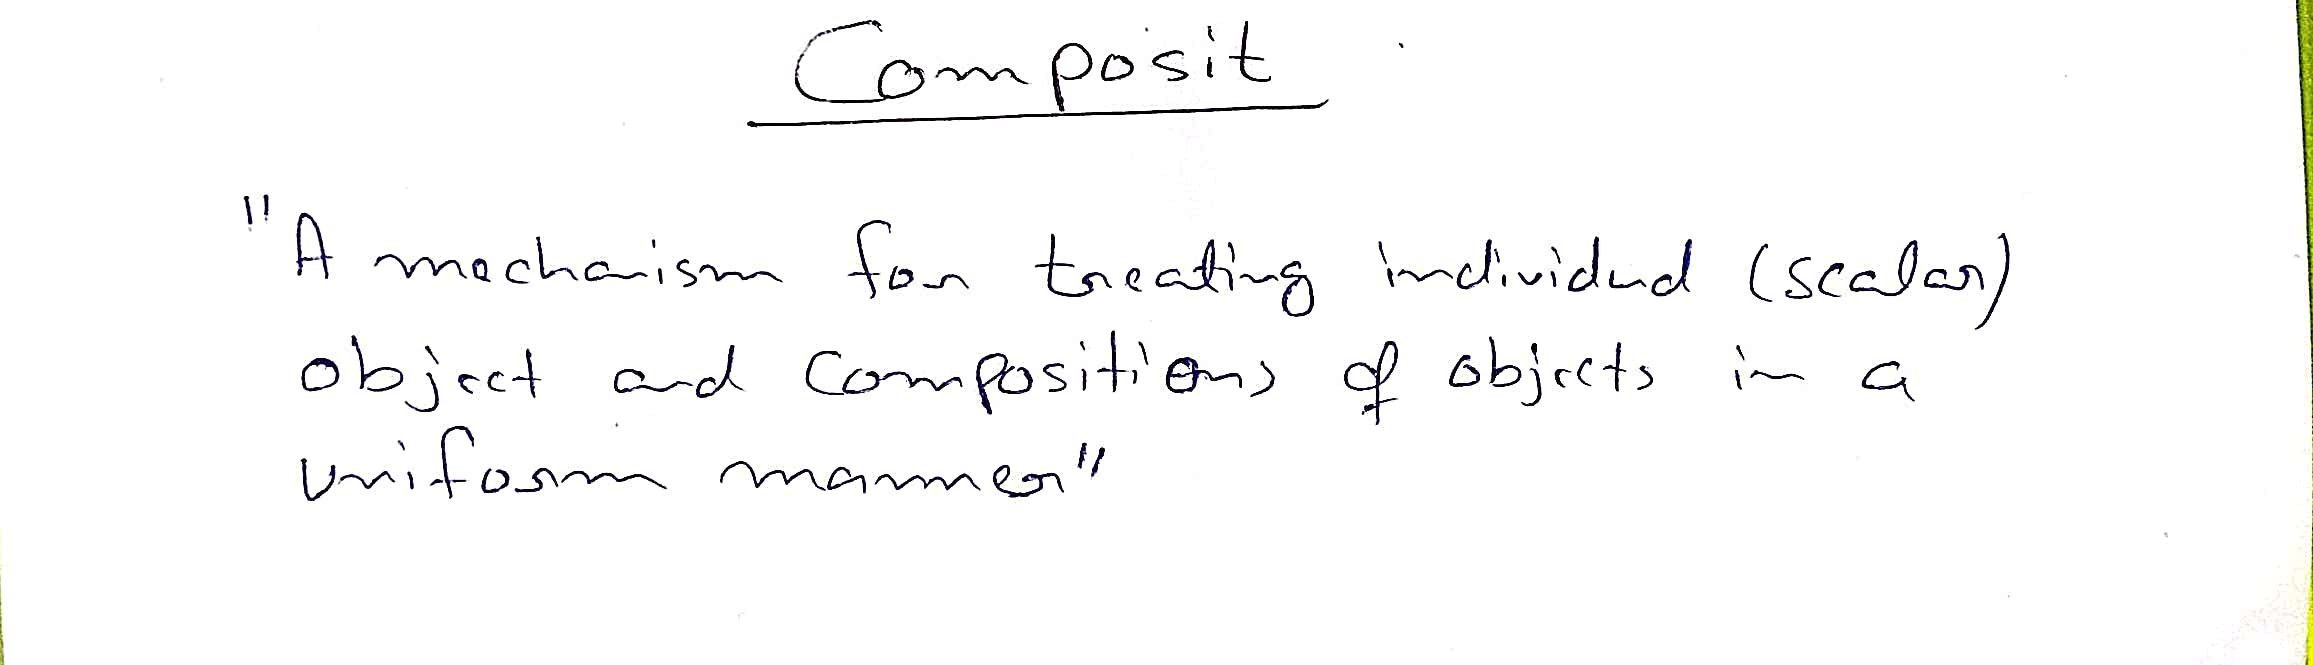 Composit
"A mechanism for treating individual (scalar)
object and compositions of objects in a
uniform manner"